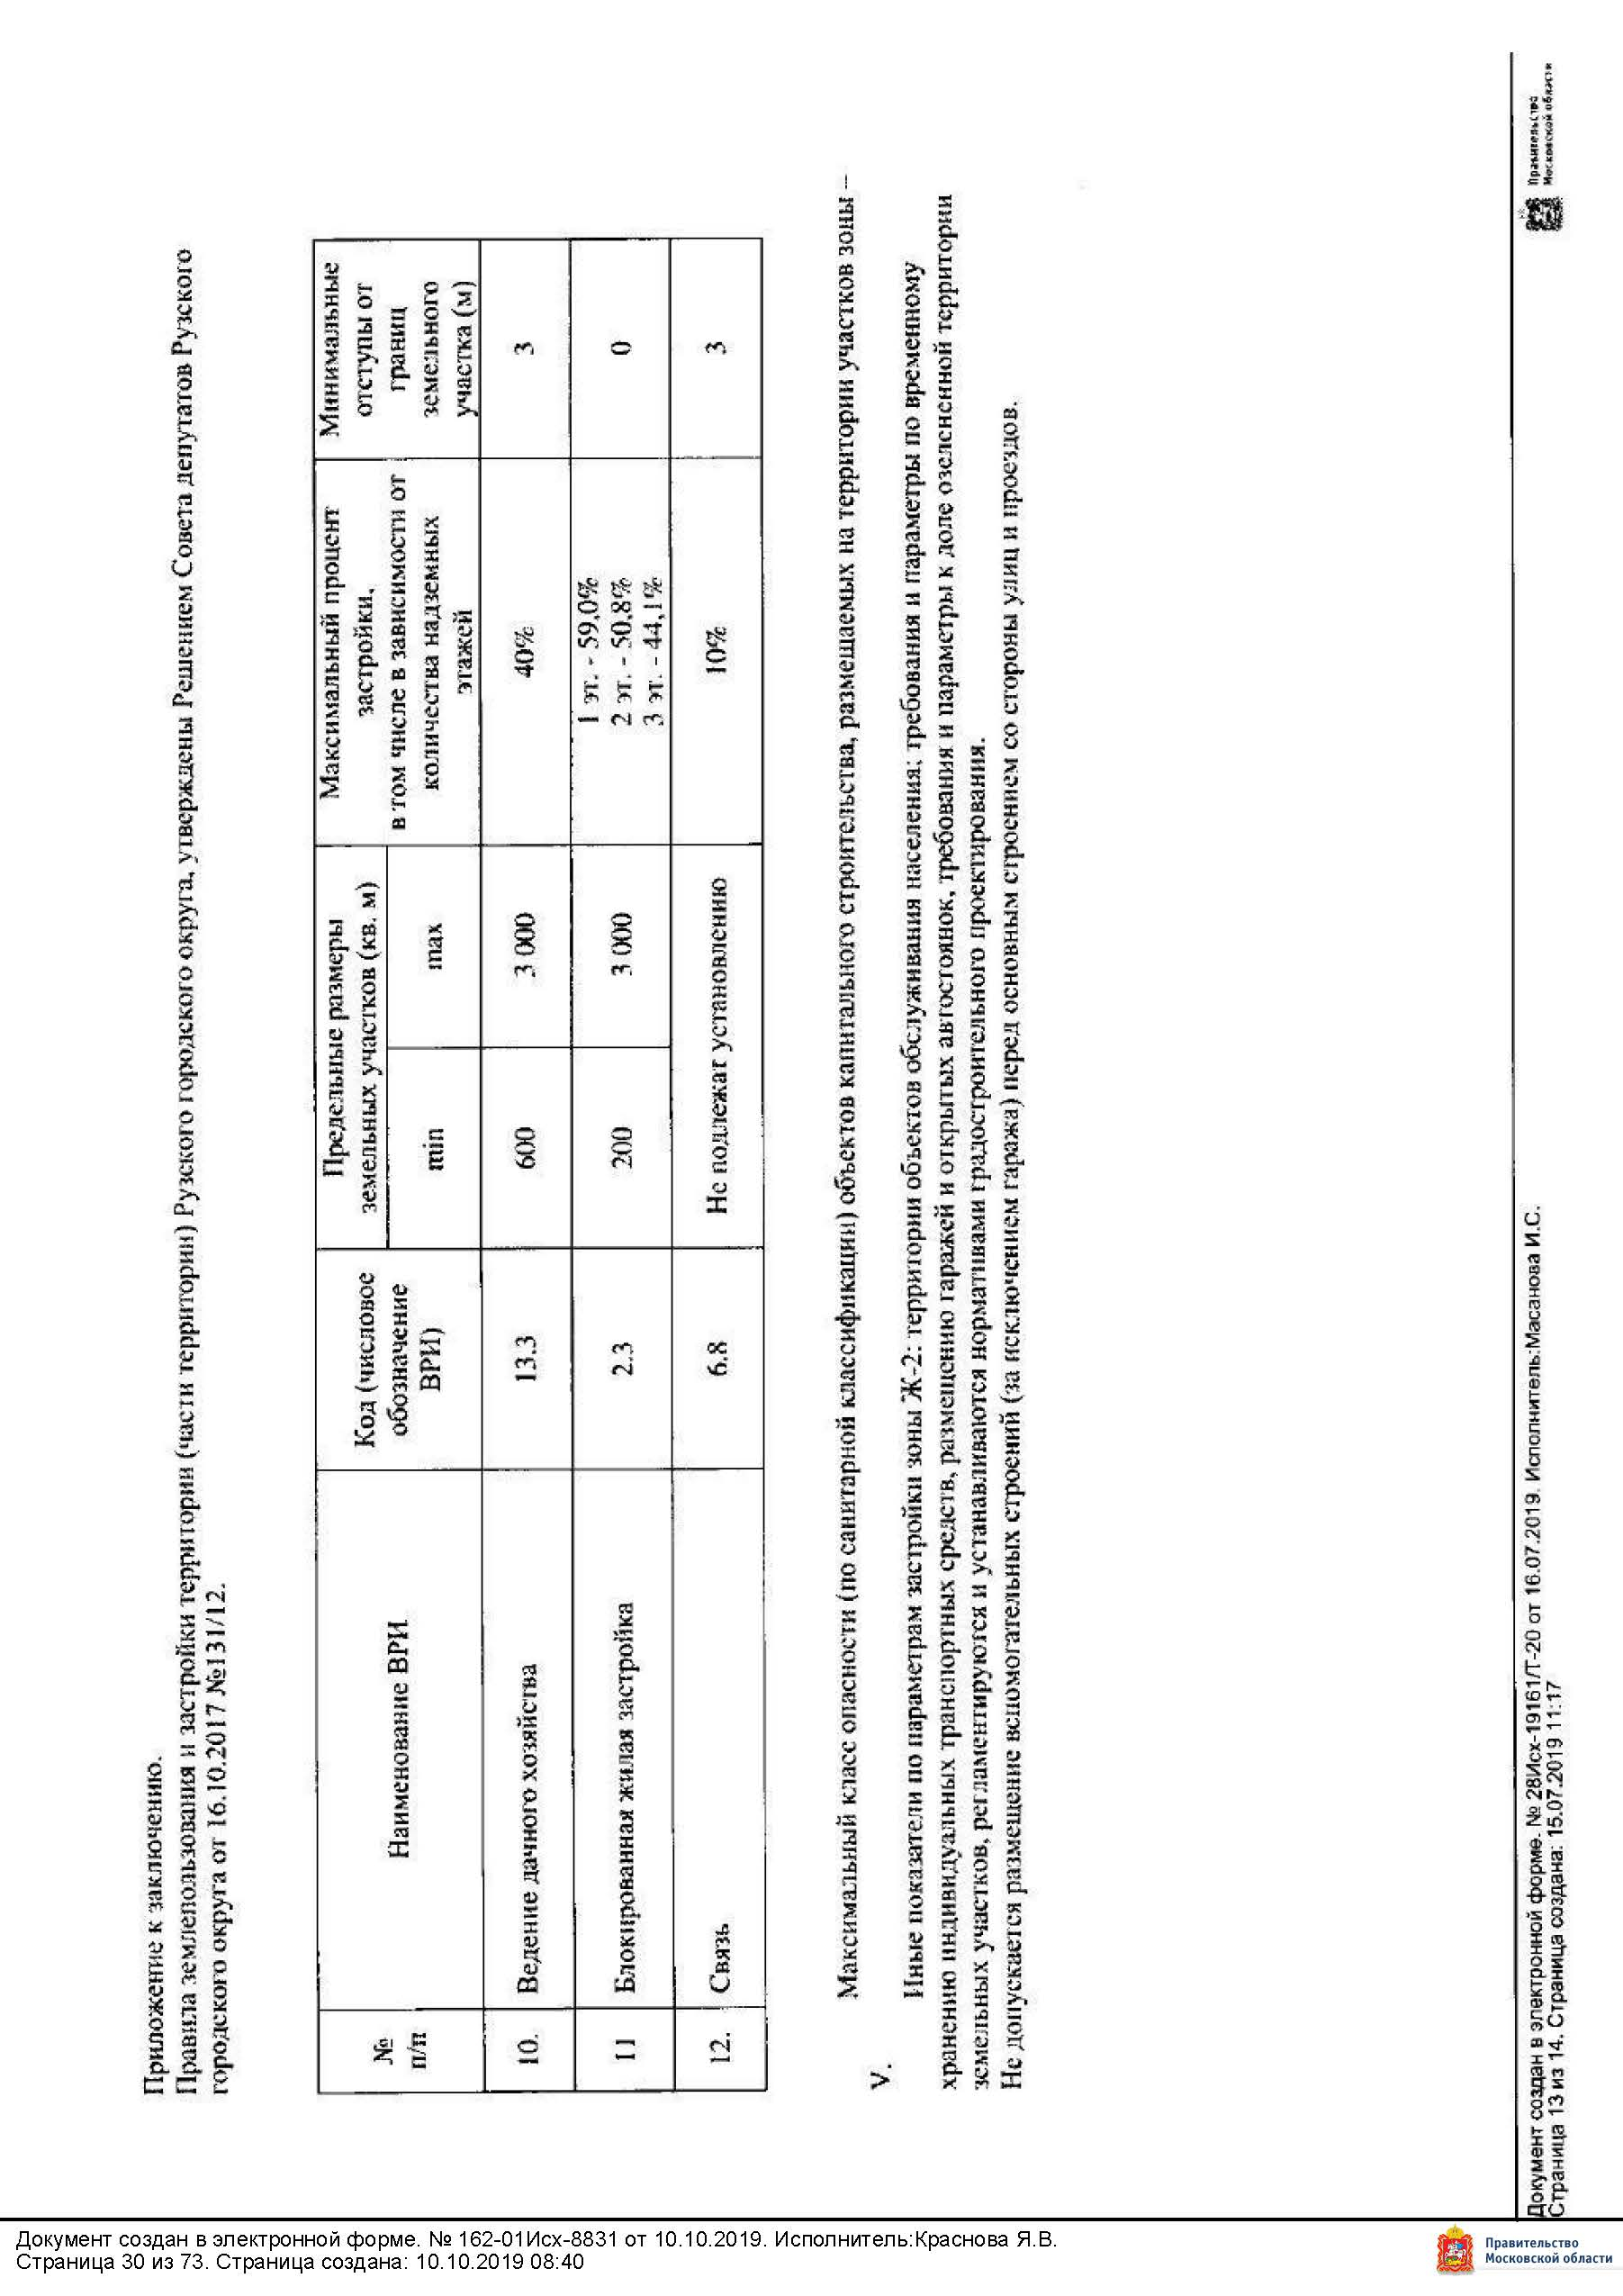 Приложение к заключению.
Правила землепользования и застройки территории (части территории) Рузского городского округа, утверждены Решением Совета депутатов Рузского
городского округа от 16.10.2017 №131/12.
№
п/п
Наименование ВРИ
Код (числовое
обозначение
ВРИ)
Предельные размеры
земельных участков (кв. м)
min
max
Максимальный процент
застройки,
в том числе в зависимости от
количества надземных
этажей
Минимальные
отступы от
границ
земельного
участка (м)
10. Ведение дачного хозяйства 13.3 600 3 000 40% 3
11 Блокированная жилая застройка 2.3 200 3 000 1 эт. - 59,0% 0
2 эт. - 50,8%
3 эт. - 44,1%
12. Связь 6.8 Не подлежат установлению 10% 3
Максимальный класс опасности (по санитарной классификации) объектов капитального строительства, размещаемых на территории участков зоны –
V.
Иные показатели по параметрам застройки зоны Ж-2: территории объектов обслуживания населения; требования и параметры по временному
хранению индивидуальных транспортных средств, размещению гаражей и открытых автостоянок, требования и параметры к доле озелененной территории
земельных участков, регламентируются и устанавливаются нормативами градостроительного проектирования.
Не допускается размещение вспомогательных строений (за исключением гаража) перед основным строением со стороны улиц и проездов.
Документ создан в электронной форме. № 28Исх-19161/Т-20 от 16.07.2019. Исполнитель:Масанова И.С.
Страница 13 из 14. Страница создана: 15.07.2019 11:17
Правительство
Московской области
Документ создан в электронной форме. № 162-01Исх-8831 от 10.10.2019. Исполнитель:Краснова Я.В.
Страница 30 из 73. Страница создана: 10.10.2019 08:40
Правительство
Московской области